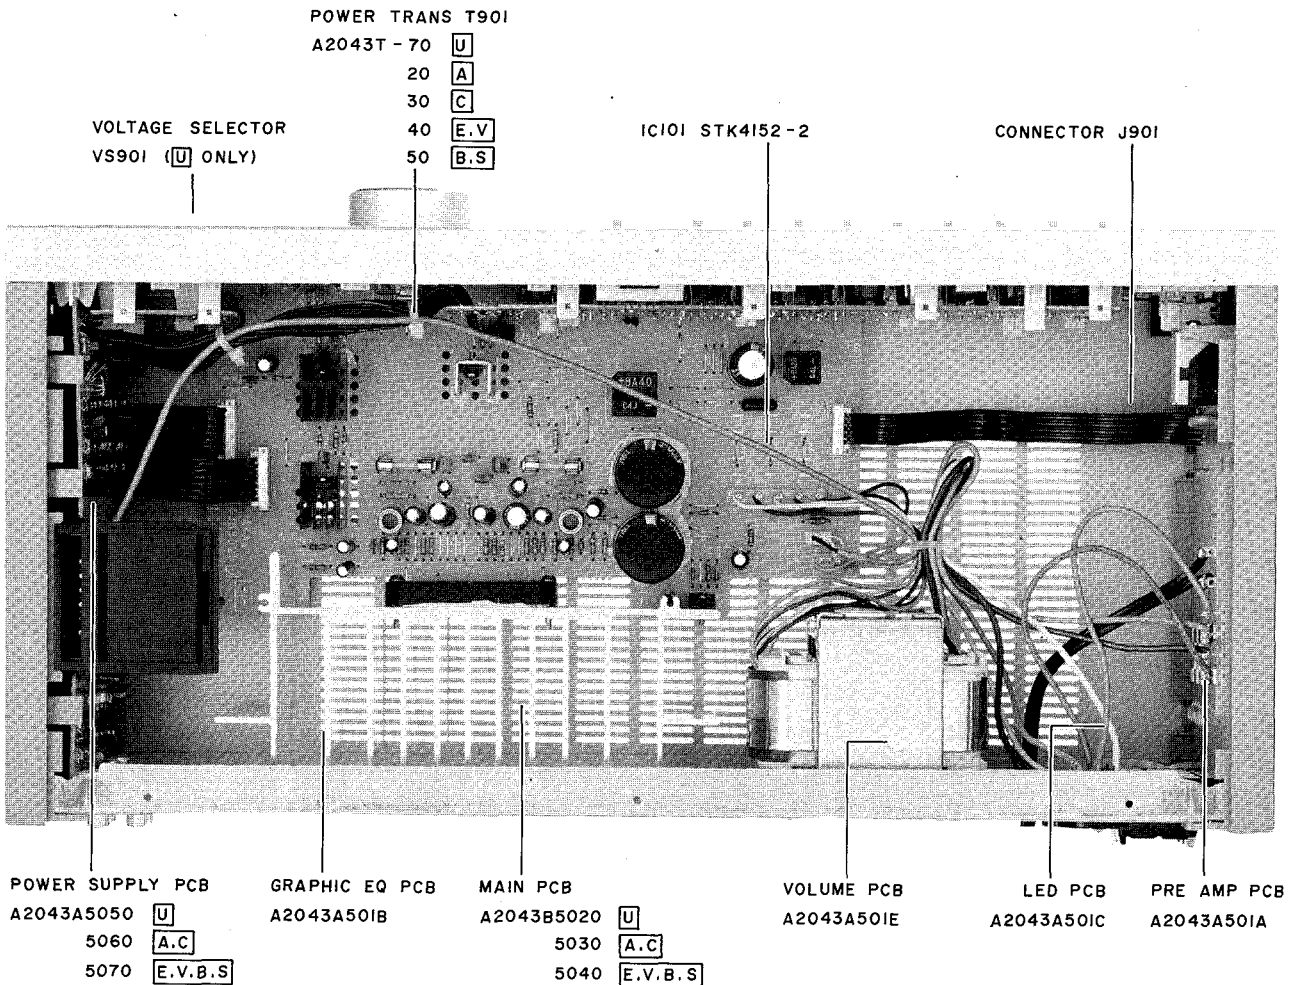 POWER TRANS T901
A2043T-70 U
20 A
30 C
40 E.V
50 B.S
VOLTAGE SELECTOR
VS901 (U ONLY)
IC101 STK4152-2
CONNECTOR J901
POWER SUPPLY PCB
A2043A5050 U
5060 A.C
5070 E.V.B.S
GRAPHIC EQ PCB
A2043A501B
MAIN PCB
A2043B5020 U
5030 A.C
5040 E.V.B.S
VOLUME PCB
A2043A501E
LED PCB
A2043A501C
PRE AMP PCB
A2043A501A